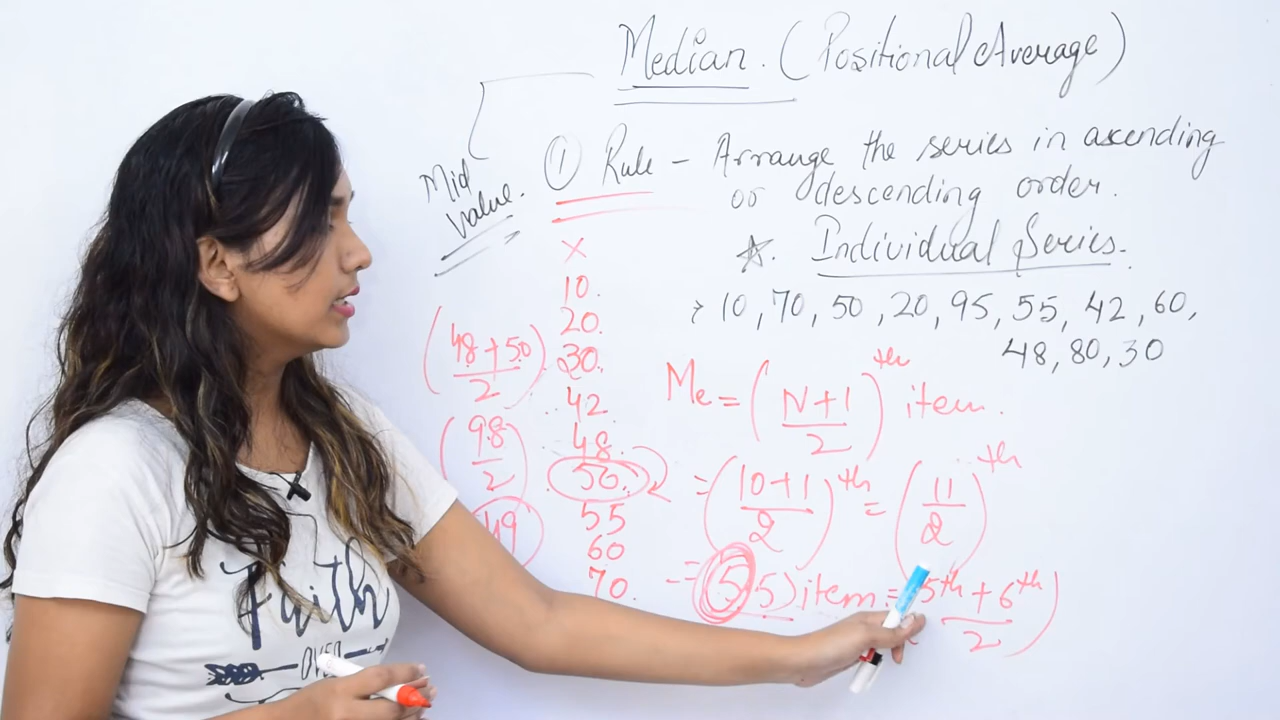 Median. (Positional Average)
Mid
Value.
① Rule - Arrange the series in ascending
or descending order.
☆. Individual Series.
10, 70, 50, 20, 95, 55, 42, 60,
48, 80, 30
X
10.
20.
30.
42
48.
50.
55
60
70.
(48+50/2)
(98/2)
49
Me = (N+1/2)th item.
= (10+1/2)th = (11/2)th
= (5.5) item = (5th + 6th/2)
Faith
OVER